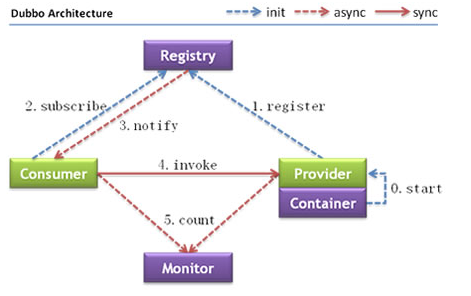 Dubbo Architecture
init
async
sync
Registry
2. subscribe
1. register
3. notify
4. invoke
Consumer
Provider
Container
0. start
5. count
Monitor